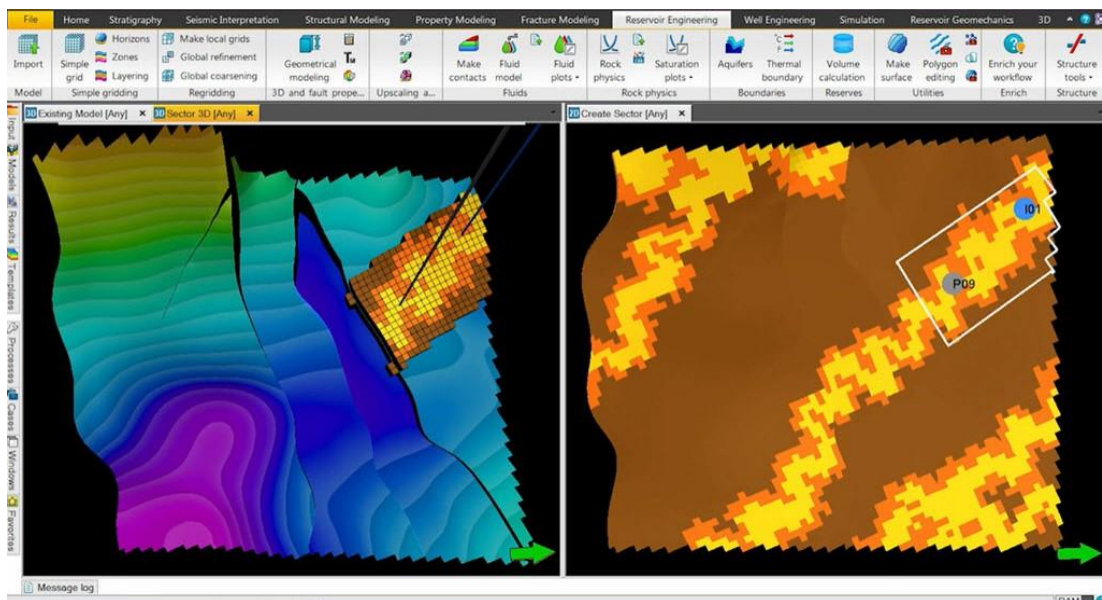 File Home Stratigraphy Seismic Interpretation Structural Modeling Property Modeling Fracture Modeling Reservoir Engineering Well Engineering Simulation Reservoir Geomechanics 3D
Import
Simple grid
Horizons
Zones
Layering
Make local grids
Global refinement
Global coarsening
Geometrical modeling
Make contacts
Fluid model
Fluid plots
Rock physics
Saturation plots
Aquifers
Thermal boundary
Volume calculation
Make surface
Polygon editing
Enrich your workflow
Structure tools
Model Simple gridding Regridding 3D and fault prope... Upscaling a... Fluids Rock physics Boundaries Reserves Utilities Enrich Structure
3D Existing Model [Any] 3D Sector 3D [Any] 2D Create Sector [Any]
Input
Models
Results
Templates
Processes
Cases
Windows
Favorites
I01
P09
Message log